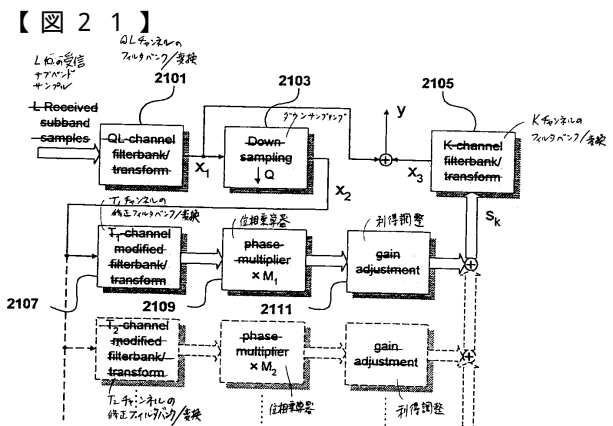 【図21】
QLチャンネルの
フィルタバンク/変換
L個の受信
サブバンド
サンプル
2101
2103
2105
ダウンサンプリング
Kチャンネルの
フィルタバンク/変換
L Received
subband
samples
QL-channel
filterbank/
transform
Down
sampling
↓ Q
y
K-channel
filterbank/
transform
x1
x2
x3
sk
T1チャンネルの
修正フィルタバンク/変換
位相乗算器
利得調整
T1-channel
modified
filterbank/
transform
phase
multiplier
× M1
gain
adjustment
2107
2109
2111
T2-channel
modified
filterbank/
transform
phase
multiplier
× M2
gain
adjustment
T2チャンネルの
修正フィルタバンク/変換
位相乗算器
利得調整